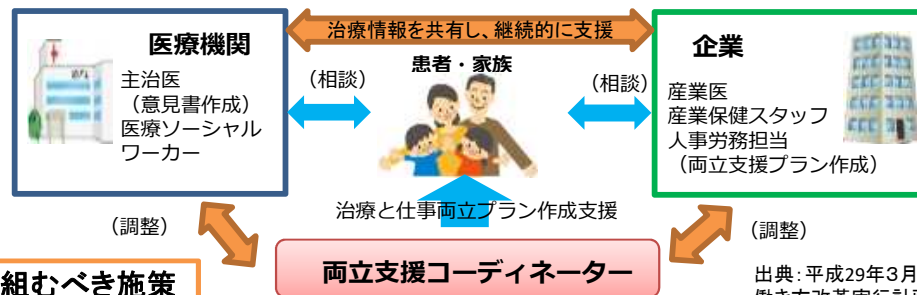 治療情報を共有し、継続的に支援
医療機関
主治医
（意見書作成）
医療ソーシャル
ワーカー
（相談）
患者・家族
（相談）
企業
産業医
産業保健スタッフ
人事労務担当
（両立支援プラン作成）
（調整）
治療と仕事両立プラン作成支援
（調整）
両立支援コーディネーター
組むべき施策
出典：平成29年3月